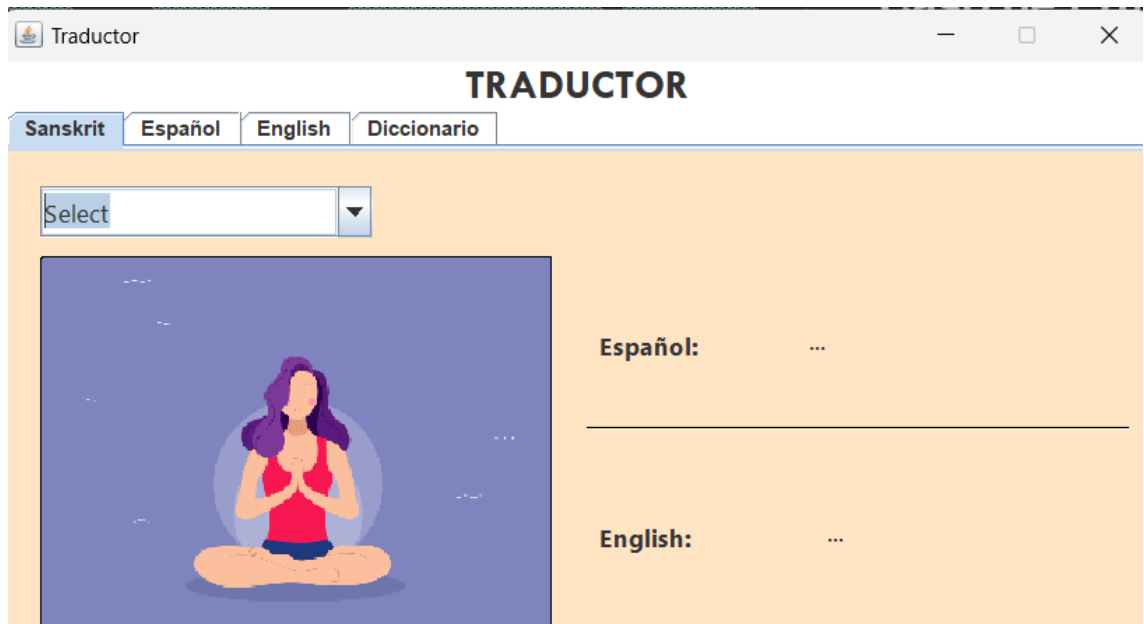 Traductor
TRADUCTOR
Sanskrit Español English Diccionario
Select
Español: ...
English: ...